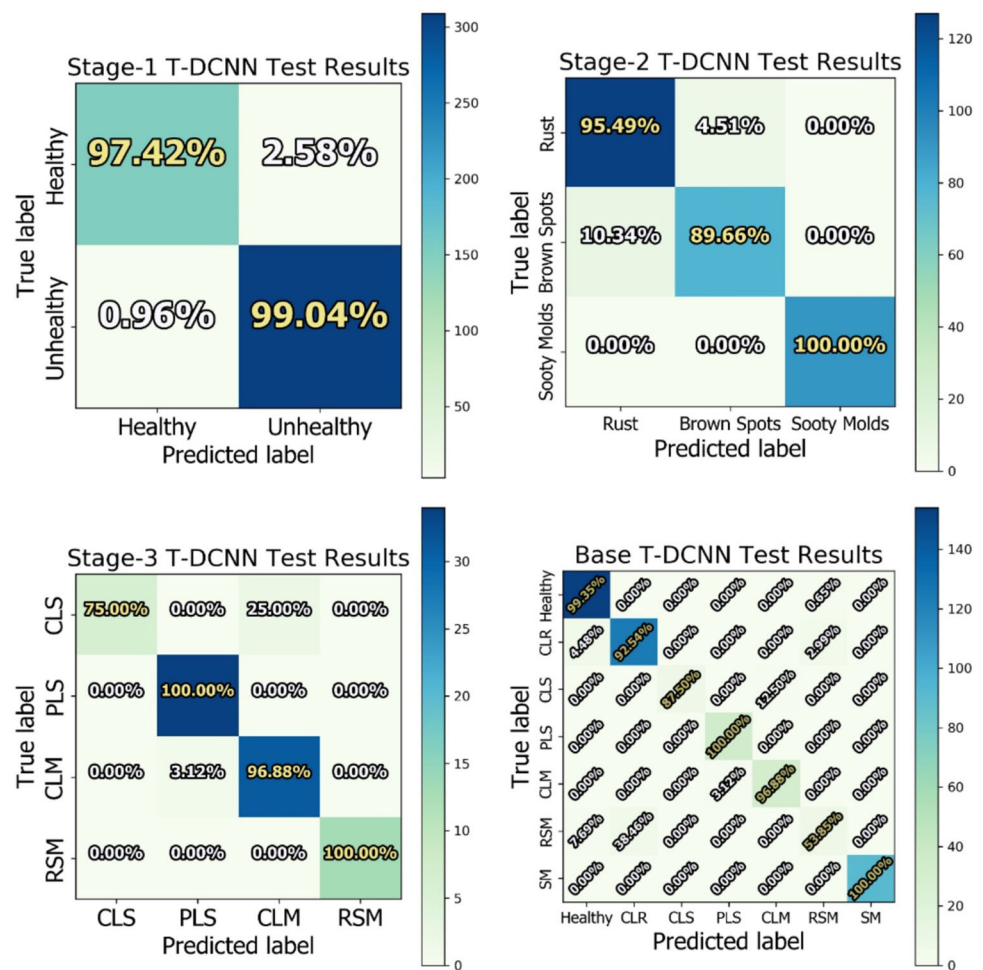 Stage-1 T-DCNN Test Results
Healthy
97.42% 2.58%
Unhealthy
0.96% 99.04%
True label
Healthy Unhealthy
Predicted label
300
250
200
150
100
50
Stage-2 T-DCNN Test Results
Rust
95.49% 4.51% 0.00%
Brown Spots
10.34% 89.66% 0.00%
Sooty Molds
0.00% 0.00% 100.00%
True label
Rust Brown Spots Sooty Molds
Predicted label
120
100
80
60
40
20
0
Stage-3 T-DCNN Test Results
CLS
75.00% 0.00% 25.00% 0.00%
PLS
0.00% 100.00% 0.00% 0.00%
CLM
0.00% 3.12% 96.88% 0.00%
RSM
0.00% 0.00% 0.00% 100.00%
True label
CLS PLS CLM RSM
Predicted label
30
25
20
15
10
5
0
Base T-DCNN Test Results
Healthy
99.35% 0.00% 0.00% 0.00% 0.00% 0.65% 0.00%
CLR
4.48% 92.54% 0.00% 0.00% 0.00% 2.99% 0.00%
CLS
0.00% 0.00% 87.50% 0.00% 12.50% 0.00% 0.00%
PLS
0.00% 0.00% 0.00% 100.00% 0.00% 0.00% 0.00%
CLM
0.00% 0.00% 0.00% 3.12% 96.88% 0.00% 0.00%
RSM
7.69% 38.46% 0.00% 0.00% 0.00% 53.85% 0.00%
SM
0.00% 0.00% 0.00% 0.00% 0.00% 0.00% 100.00%
True label
Healthy CLR CLS PLS CLM RSM SM
Predicted label
140
120
100
80
60
40
20
0